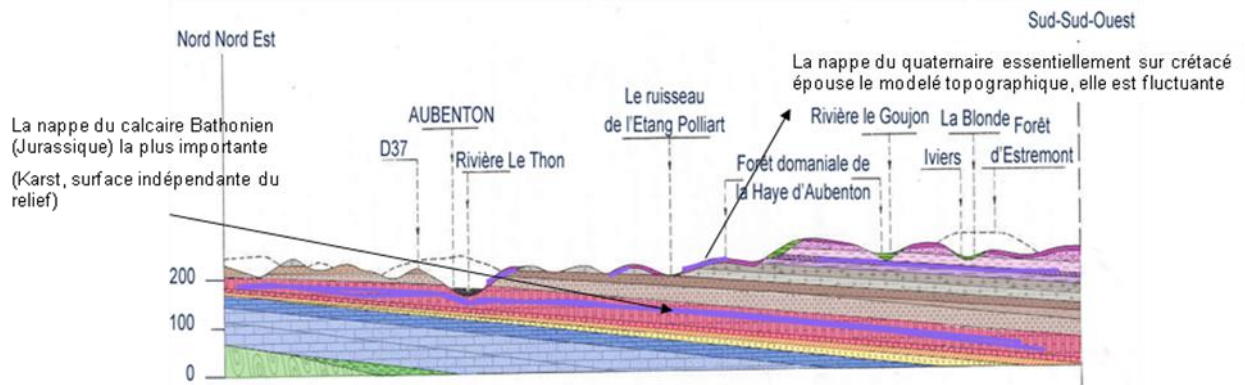 Nord Nord Est
Sud-Sud-Ouest
La nappe du quaternaire essentiellement sur crétacé
épouse le modelé topographique, elle est fluctuante
La nappe du calcaire Bathonien
(Jurassique) la plus importante
(Karst, surface indépendante du
relief)
D37
AUBENTON
Rivière Le Thon
Le ruisseau
de l'Etang Polliart
Forêt domaniale de
la Haye d'Aubenton
Rivière le Goujon
La Blonde
Iviers
Forêt
d'Estremont
200
100
0